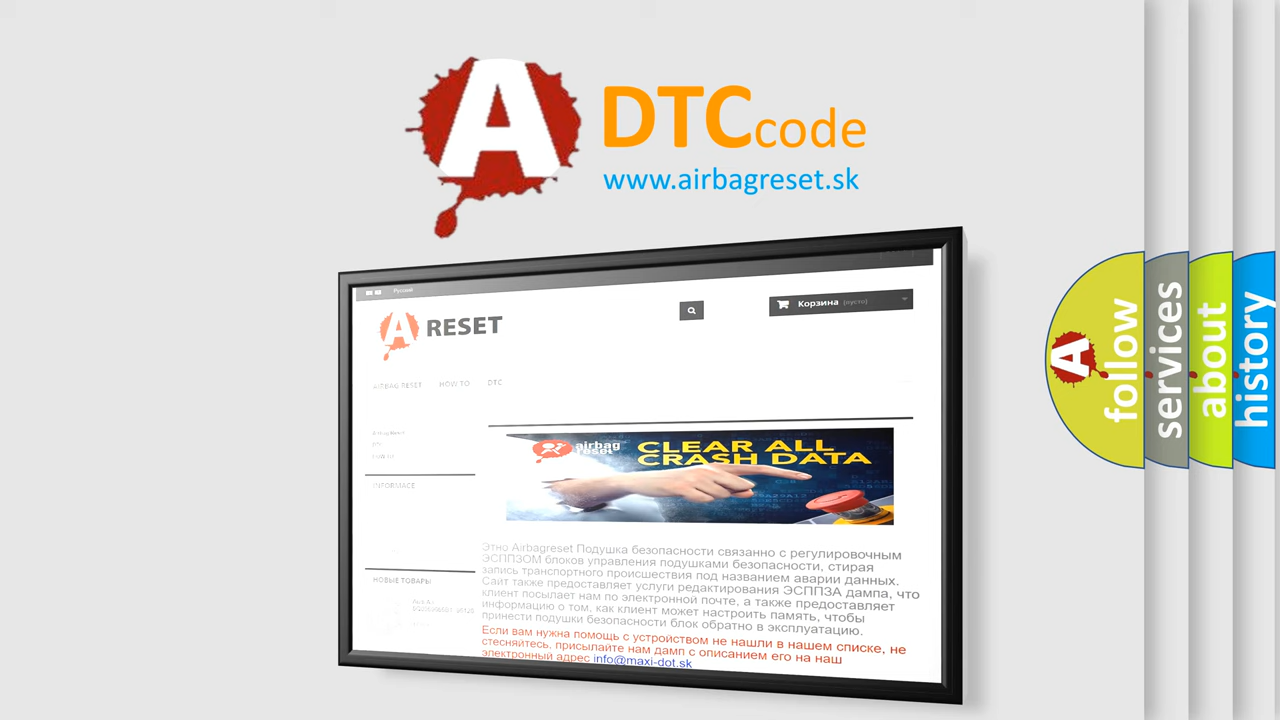 A
DTCcode
www.airbagreset.sk
Русский
A RESET
Корзина (пусто)
AIRBAG RESET HOW TO DTC
airbag
reset
CLEAR ALL
CRASH DATA
INFORMACE
Этно Airbagreset Подушка безопасности связанно с регулировочным
ЭСППЗОМ блоков управления подушками безопасности, стирая
запись транспортного происшествия под названием аварии данных.
Сайт также предоставляет услуги редактирования ЭСППЗА дампа, что
клиент посылает нам по электронной почте, а также предоставляет
информацию о том, как клиент может настроить память, чтобы
принести подушки безопасности блок обратно в эксплуатацию.
НОВЫЕ ТОВАРЫ
Если вам нужна помощь с устройством не нашли в нашем списке, не
стесняйтесь, присылайте нам дамп с описанием его на наш
электронный адрес info@maxi-dot.sk
A
follow
services
about
history